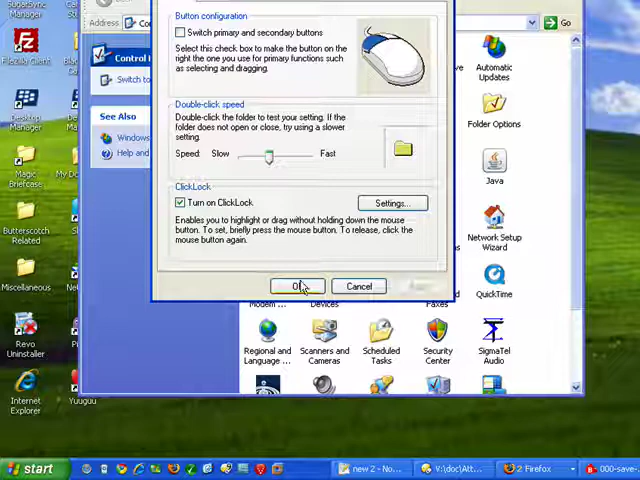 SugarSync
Manager
FileZilla Client
Desktop
Manager
Magic
Briefcase
My Do
Butterscotch
Related
Miscellaneous
Revo
Uninstaller
Internet
Explorer
Yuuguu
Address
Co
Go
Control
Switch to
See Also
Windows
Help and
Button configuration
Switch primary and secondary buttons
Select this check box to make the button on the
right the one you use for primary functions such
as selecting and dragging.
Double-click speed
Double-click the folder to test your setting. If the
folder does not open or close, try using a slower
setting.
Speed: Slow Fast
ClickLock
Turn on ClickLock
Settings...
Enables you to highlight or drag without holding down the mouse
button. To set, briefly press the mouse button. To release, click the
mouse button again.
Cancel
Automatic
Updates
Folder Options
Java
Network Setup
Wizard
QuickTime
Modem ...
Devices
Faxes
Regional and
Language ...
Scanners and
Cameras
Scheduled
Tasks
Security
Center
SigmaTel
Audio
start
new 2 - No...
V:\doc\Att...
2 Firefox
000-save-